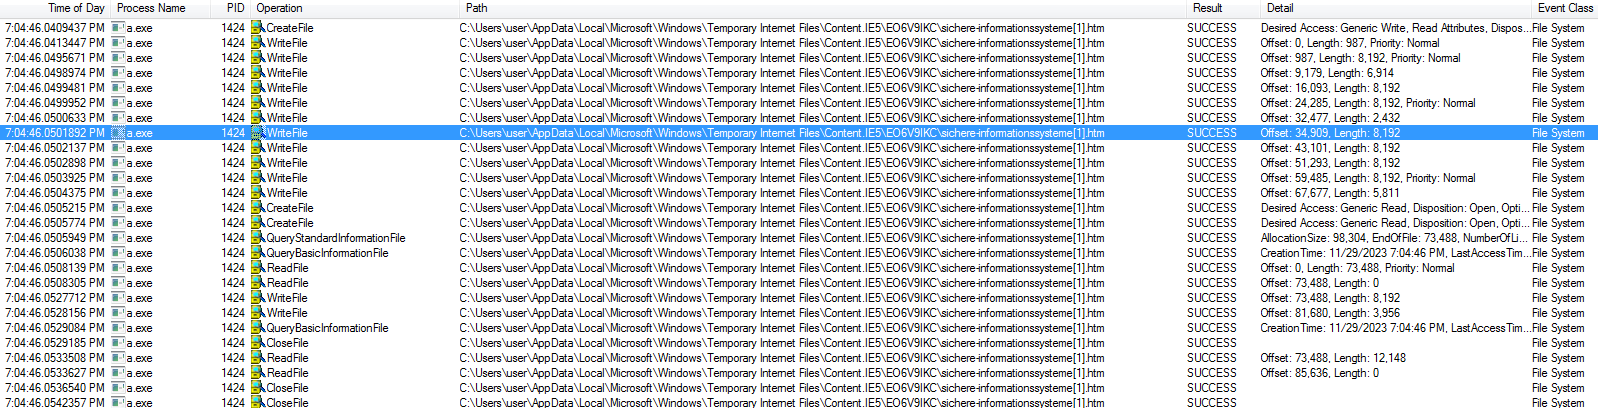 Time of Day Process Name PID Operation Path Result Detail Event Class
7:04:46.0409437 PM a.exe 1424 CreateFile C:\Users\user\AppData\Local\Microsoft\Windows\Temporary Internet Files\Content.IE5\EO6V9IKC\sichere-informationssysteme[1].htm SUCCESS Desired Access: Generic Write, Read Attributes, Dispos... File System
7:04:46.0413447 PM a.exe 1424 WriteFile C:\Users\user\AppData\Local\Microsoft\Windows\Temporary Internet Files\Content.IE5\EO6V9IKC\sichere-informationssysteme[1].htm SUCCESS Offset: 0, Length: 987, Priority: Normal File System
7:04:46.0495671 PM a.exe 1424 WriteFile C:\Users\user\AppData\Local\Microsoft\Windows\Temporary Internet Files\Content.IE5\EO6V9IKC\sichere-informationssysteme[1].htm SUCCESS Offset: 987, Length: 8,192, Priority: Normal File System
7:04:46.0498974 PM a.exe 1424 WriteFile C:\Users\user\AppData\Local\Microsoft\Windows\Temporary Internet Files\Content.IE5\EO6V9IKC\sichere-informationssysteme[1].htm SUCCESS Offset: 9,179, Length: 6,914 File System
7:04:46.0499481 PM a.exe 1424 WriteFile C:\Users\user\AppData\Local\Microsoft\Windows\Temporary Internet Files\Content.IE5\EO6V9IKC\sichere-informationssysteme[1].htm SUCCESS Offset: 16,093, Length: 8,192 File System
7:04:46.0499952 PM a.exe 1424 WriteFile C:\Users\user\AppData\Local\Microsoft\Windows\Temporary Internet Files\Content.IE5\EO6V9IKC\sichere-informationssysteme[1].htm SUCCESS Offset: 24,285, Length: 8,192, Priority: Normal File System
7:04:46.0500633 PM a.exe 1424 WriteFile C:\Users\user\AppData\Local\Microsoft\Windows\Temporary Internet Files\Content.IE5\EO6V9IKC\sichere-informationssysteme[1].htm SUCCESS Offset: 32,477, Length: 2,432 File System
7:04:46.0501892 PM a.exe 1424 WriteFile C:\Users\user\AppData\Local\Microsoft\Windows\Temporary Internet Files\Content.IE5\EO6V9IKC\sichere-informationssysteme[1].htm SUCCESS Offset: 34,909, Length: 8,192 File System
7:04:46.0502137 PM a.exe 1424 WriteFile C:\Users\user\AppData\Local\Microsoft\Windows\Temporary Internet Files\Content.IE5\EO6V9IKC\sichere-informationssysteme[1].htm SUCCESS Offset: 43,101, Length: 8,192 File System
7:04:46.0502898 PM a.exe 1424 WriteFile C:\Users\user\AppData\Local\Microsoft\Windows\Temporary Internet Files\Content.IE5\EO6V9IKC\sichere-informationssysteme[1].htm SUCCESS Offset: 51,293, Length: 8,192 File System
7:04:46.0503925 PM a.exe 1424 WriteFile C:\Users\user\AppData\Local\Microsoft\Windows\Temporary Internet Files\Content.IE5\EO6V9IKC\sichere-informationssysteme[1].htm SUCCESS Offset: 59,485, Length: 8,192, Priority: Normal File System
7:04:46.0504375 PM a.exe 1424 WriteFile C:\Users\user\AppData\Local\Microsoft\Windows\Temporary Internet Files\Content.IE5\EO6V9IKC\sichere-informationssysteme[1].htm SUCCESS Offset: 67,677, Length: 5,811 File System
7:04:46.0505215 PM a.exe 1424 CreateFile C:\Users\user\AppData\Local\Microsoft\Windows\Temporary Internet Files\Content.IE5\EO6V9IKC\sichere-informationssysteme[1].htm SUCCESS Desired Access: Generic Read, Disposition: Open, Opti... File System
7:04:46.0505774 PM a.exe 1424 CreateFile C:\Users\user\AppData\Local\Microsoft\Windows\Temporary Internet Files\Content.IE5\EO6V9IKC\sichere-informationssysteme[1].htm SUCCESS Desired Access: Generic Read, Disposition: Open, Opti... File System
7:04:46.0505949 PM a.exe 1424 QueryStandardInformationFile C:\Users\user\AppData\Local\Microsoft\Windows\Temporary Internet Files\Content.IE5\EO6V9IKC\sichere-informationssysteme[1].htm SUCCESS AllocationSize: 98,304, EndOfFile: 73,488, NumberOfLi... File System
7:04:46.0506038 PM a.exe 1424 QueryBasicInformationFile C:\Users\user\AppData\Local\Microsoft\Windows\Temporary Internet Files\Content.IE5\EO6V9IKC\sichere-informationssysteme[1].htm SUCCESS CreationTime: 11/29/2023 7:04:46 PM, LastAccessTim... File System
7:04:46.0508139 PM a.exe 1424 ReadFile C:\Users\user\AppData\Local\Microsoft\Windows\Temporary Internet Files\Content.IE5\EO6V9IKC\sichere-informationssysteme[1].htm SUCCESS Offset: 0, Length: 73,488, Priority: Normal File System
7:04:46.0508305 PM a.exe 1424 ReadFile C:\Users\user\AppData\Local\Microsoft\Windows\Temporary Internet Files\Content.IE5\EO6V9IKC\sichere-informationssysteme[1].htm SUCCESS Offset: 73,488, Length: 0 File System
7:04:46.0527712 PM a.exe 1424 WriteFile C:\Users\user\AppData\Local\Microsoft\Windows\Temporary Internet Files\Content.IE5\EO6V9IKC\sichere-informationssysteme[1].htm SUCCESS Offset: 73,488, Length: 8,192 File System
7:04:46.0528156 PM a.exe 1424 WriteFile C:\Users\user\AppData\Local\Microsoft\Windows\Temporary Internet Files\Content.IE5\EO6V9IKC\sichere-informationssysteme[1].htm SUCCESS Offset: 81,680, Length: 3,956 File System
7:04:46.0529084 PM a.exe 1424 QueryBasicInformationFile C:\Users\user\AppData\Local\Microsoft\Windows\Temporary Internet Files\Content.IE5\EO6V9IKC\sichere-informationssysteme[1].htm SUCCESS CreationTime: 11/29/2023 7:04:46 PM, LastAccessTim... File System
7:04:46.0529185 PM a.exe 1424 CloseFile C:\Users\user\AppData\Local\Microsoft\Windows\Temporary Internet Files\Content.IE5\EO6V9IKC\sichere-informationssysteme[1].htm SUCCESS File System
7:04:46.0533508 PM a.exe 1424 ReadFile C:\Users\user\AppData\Local\Microsoft\Windows\Temporary Internet Files\Content.IE5\EO6V9IKC\sichere-informationssysteme[1].htm SUCCESS Offset: 73,488, Length: 12,148 File System
7:04:46.0533627 PM a.exe 1424 ReadFile C:\Users\user\AppData\Local\Microsoft\Windows\Temporary Internet Files\Content.IE5\EO6V9IKC\sichere-informationssysteme[1].htm SUCCESS Offset: 85,636, Length: 0 File System
7:04:46.0536540 PM a.exe 1424 CloseFile C:\Users\user\AppData\Local\Microsoft\Windows\Temporary Internet Files\Content.IE5\EO6V9IKC\sichere-informationssysteme[1].htm SUCCESS File System
7:04:46.0542357 PM a.exe 1424 CloseFile C:\Users\user\AppData\Local\Microsoft\Windows\Temporary Internet Files\Content.IE5\EO6V9IKC\sichere-informationssysteme[1].htm SUCCESS File System